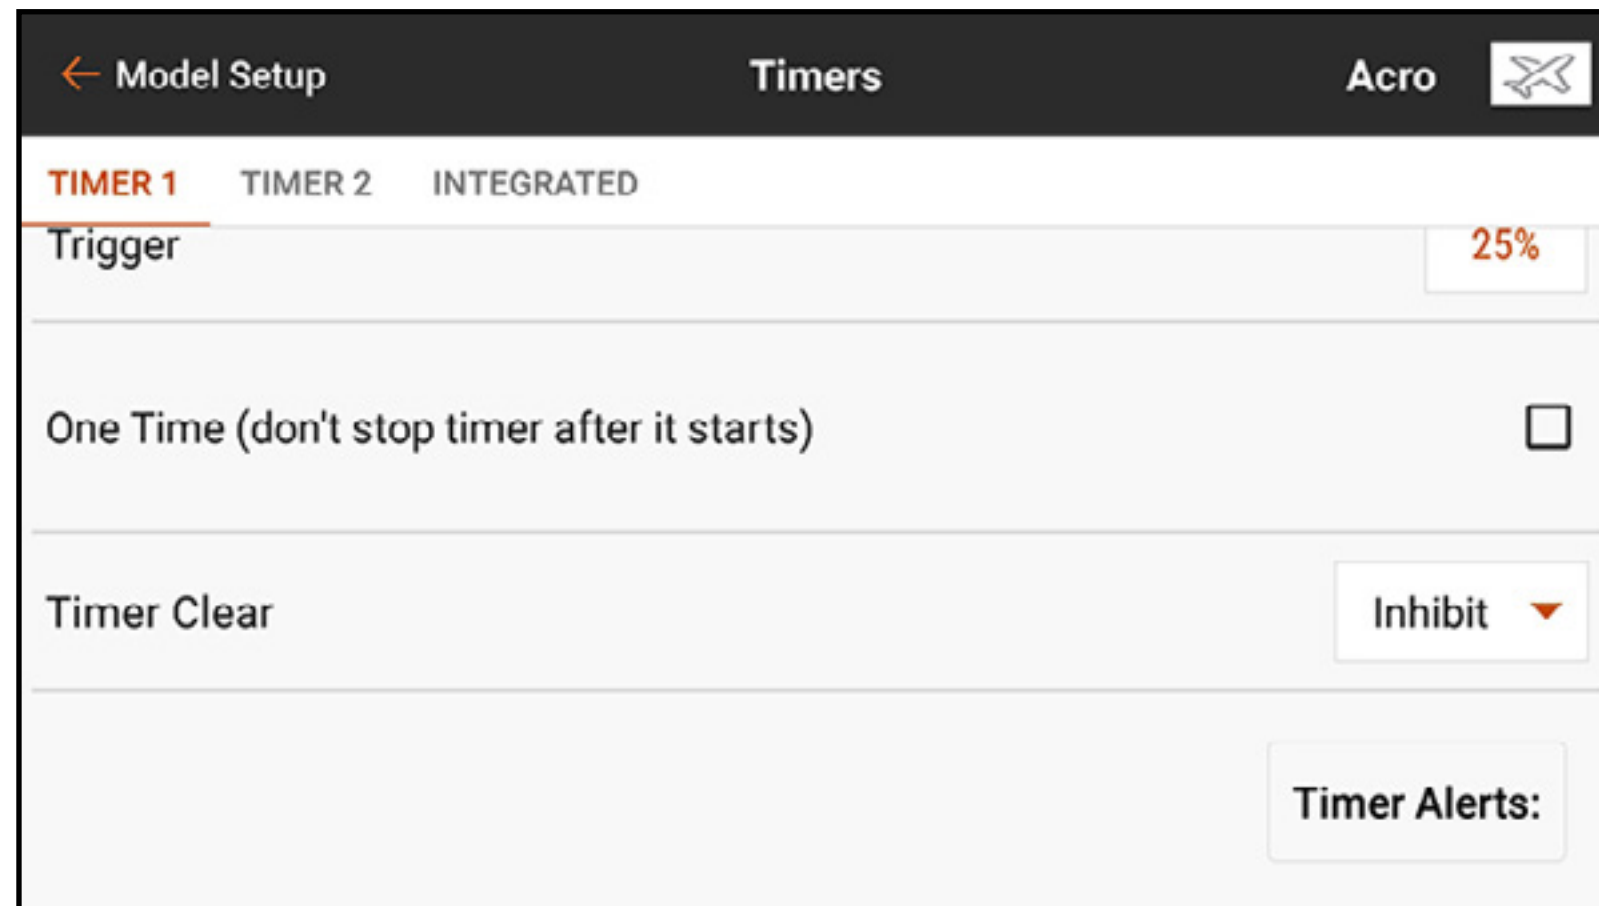 Model Setup Timers Acro
TIMER 1 TIMER 2 INTEGRATED
Trigger 25%
One Time (don't stop timer after it starts)
Timer Clear Inhibit
Timer Alerts: